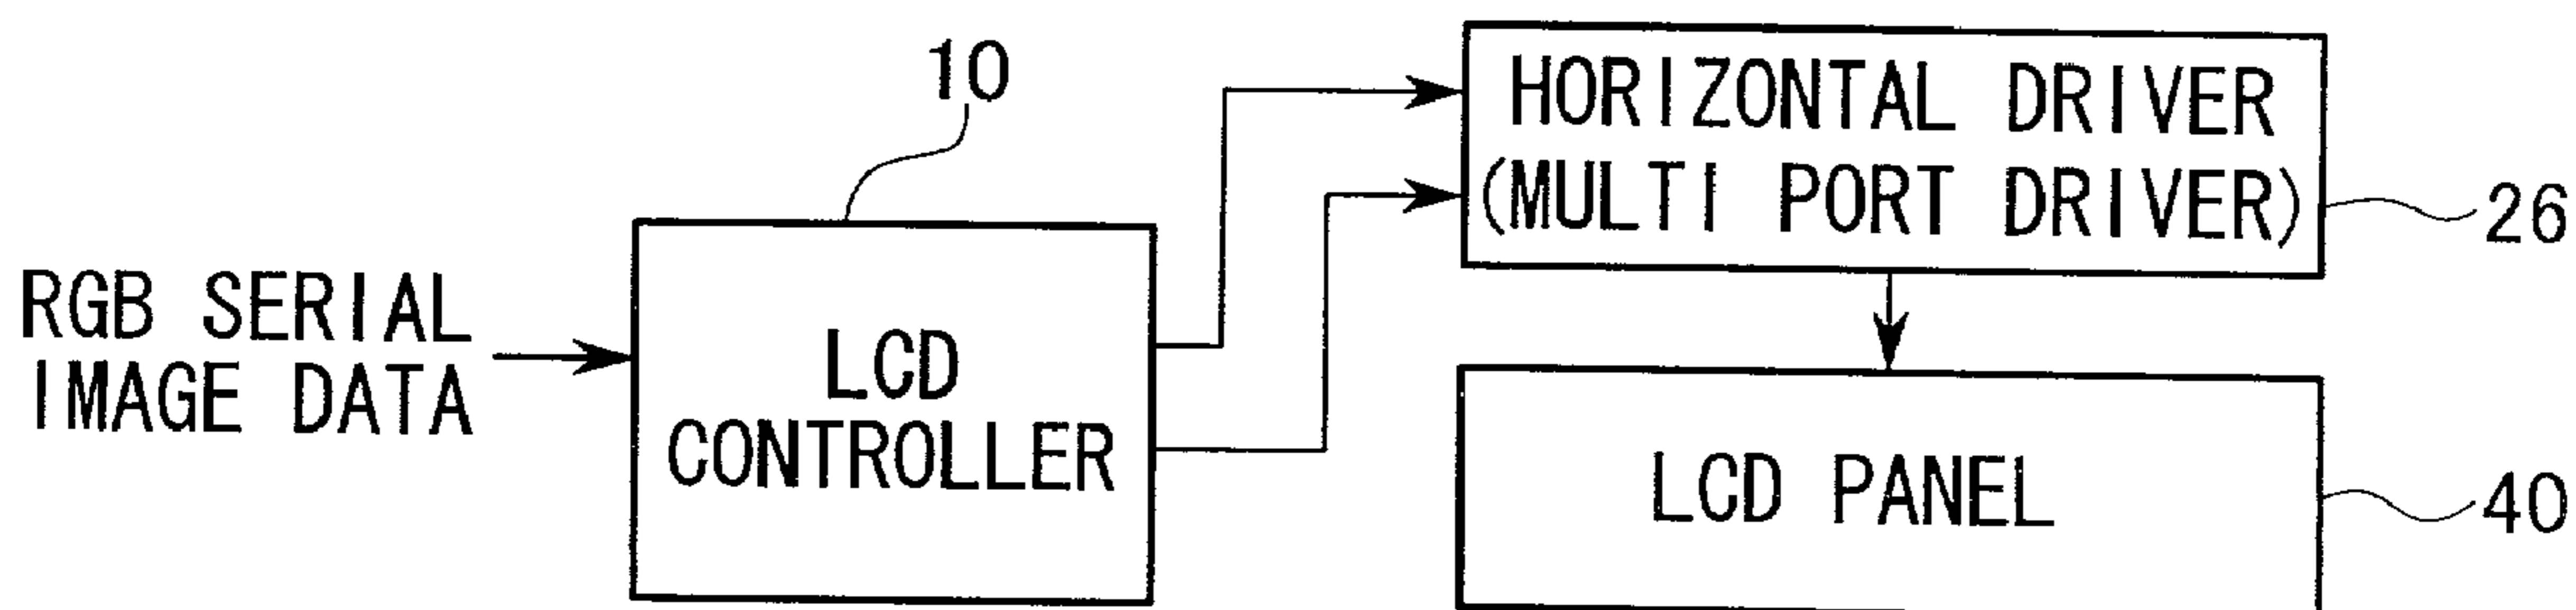 10
HORIZONTAL DRIVER
(MULTI PORT DRIVER)
26
RGB SERIAL
IMAGE DATA
LCD
CONTROLLER
LCD PANEL
40